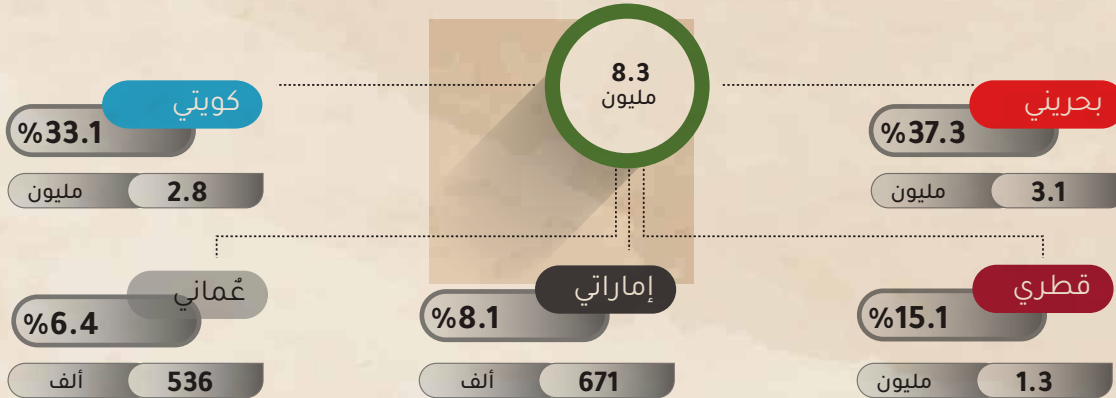 8.3
مليون
بحريني
%37.3
3.1 مليون
كويتي
%33.1
2.8 مليون
قطري
%15.1
1.3 مليون
إماراتي
%8.1
671 ألف
عُماني
%6.4
536 ألف